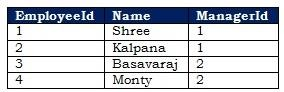 EmployeeId Name ManagerId
1 Shree 1
2 Kalpana 1
3 Basavaraj 2
4 Monty 2